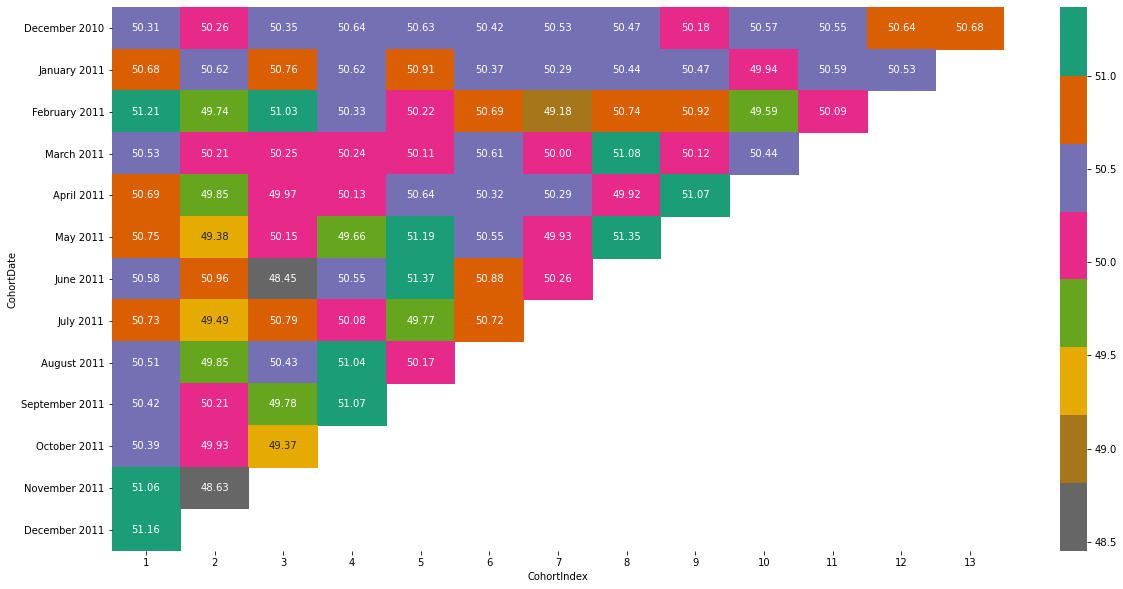 December 2010 50.31 50.26 50.35 50.64 50.63 50.42 50.53 50.47 50.18 50.57 50.55 50.64 50.68
January 2011 50.68 50.62 50.76 50.62 50.91 50.37 50.29 50.44 50.47 49.94 50.59 50.53
51.0
February 2011 51.21 49.74 51.03 50.33 50.22 50.69 49.18 50.74 50.92 49.59 50.09
March 2011 50.53 50.21 50.25 50.24 50.11 50.61 50.00 51.08 50.12 50.44
50.5
April 2011 50.69 49.85 49.97 50.13 50.64 50.32 50.29 49.92 51.07
May 2011 50.75 49.38 50.15 49.66 51.19 50.55 49.93 51.35
50.0
CohortDate
June 2011 50.58 50.96 48.45 50.55 51.37 50.88 50.26
July 2011 50.73 49.49 50.79 50.08 49.77 50.72
49.5
August 2011 50.51 49.85 50.43 51.04 50.17
September 2011 50.42 50.21 49.78 51.07
October 2011 50.39 49.93 49.37
49.0
November 2011 51.06 48.63
December 2011 51.16
48.5
1 2 3 4 5 6 7 8 9 10 11 12 13
CohortIndex